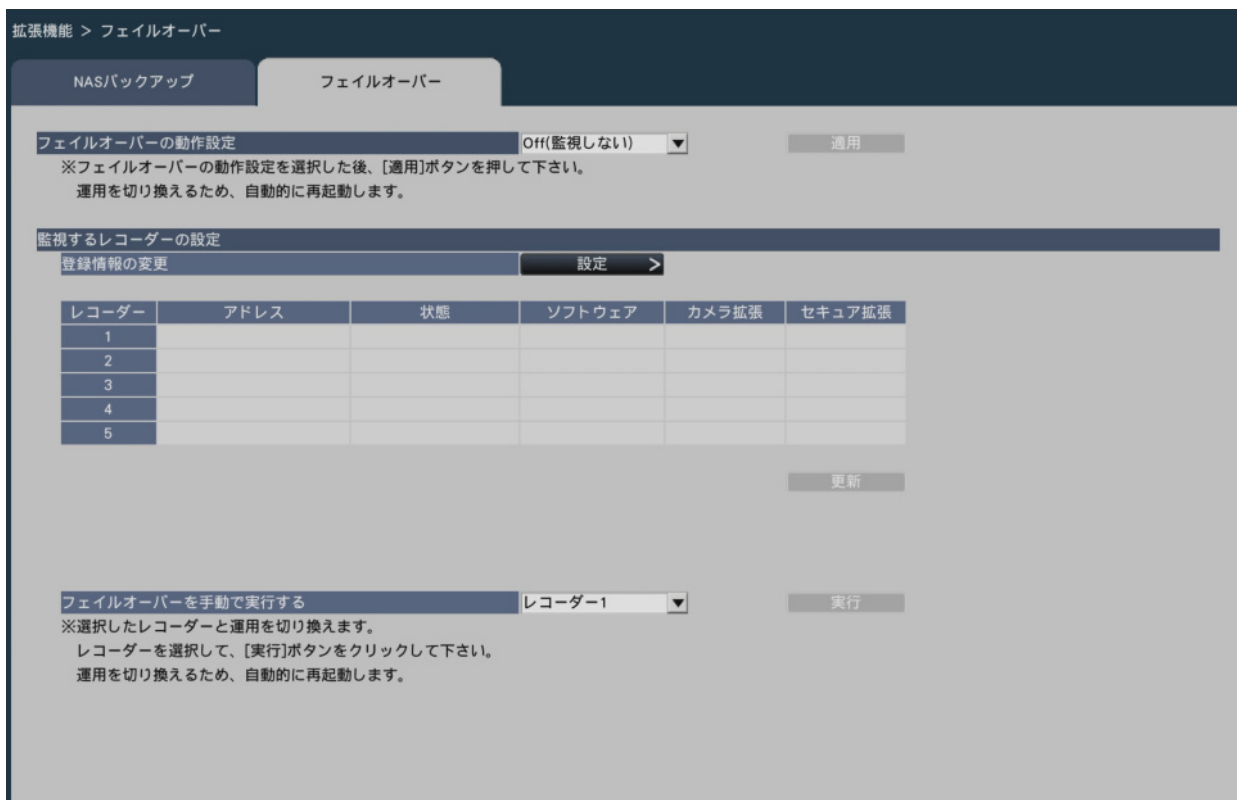 拡張機能 > フェイルオーバー
NASバックアップ
フェイルオーバー
フェイルオーバーの動作設定 Off(監視しない) ▼ 適用
※フェイルオーバーの動作設定を選択した後、[適用]ボタンを押して下さい。
運用を切り換えるため、自動的に再起動します。
監視するレコーダーの設定
登録情報の変更 設定 >
レコーダー アドレス 状態 ソフトウェア カメラ拡張 セキュア拡張
1
2
3
4
5
更新
フェイルオーバーを手動で実行する レコーダー1 ▼ 実行
※選択したレコーダーと運用を切り換えます。
レコーダーを選択して、[実行]ボタンをクリックして下さい。
運用を切り換えるため、自動的に再起動します。